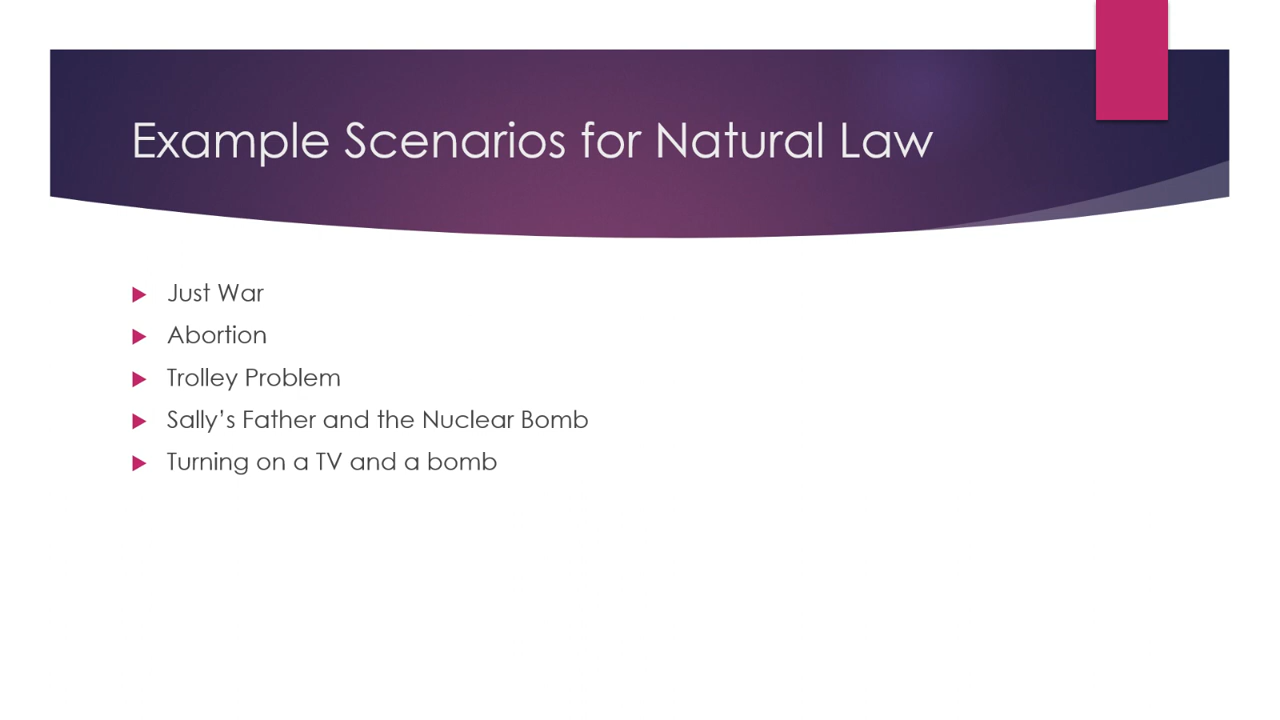 Example Scenarios for Natural Law
Just War
Abortion
Trolley Problem
Sally’s Father and the Nuclear Bomb
Turning on a TV and a bomb